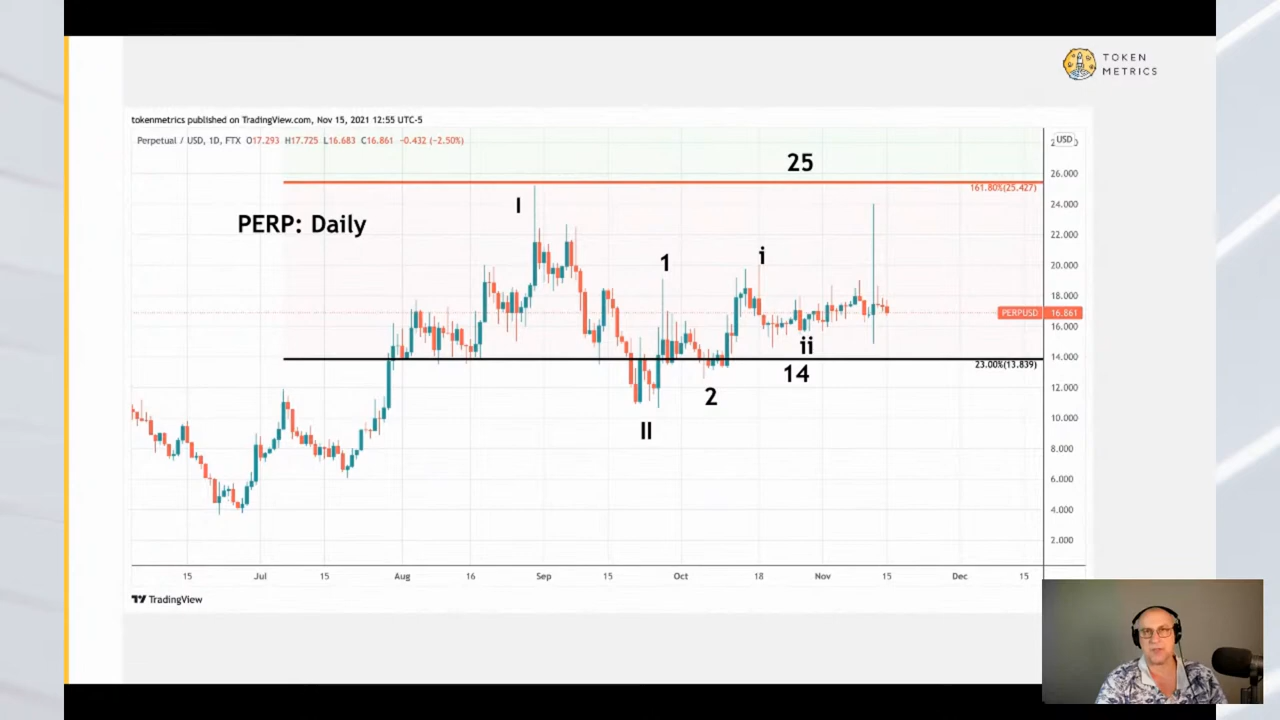 TOKEN
METRICS
tokenmetrics published on TradingView.com, Nov 15, 2021 12:55 UTC-5
Perpetual / USD, 1D, FTX O17.293 H17.725 L16.683 C16.861 −0.432 (−2.50%)
USD
25
26.000
161.80%(25.427)
24.000
I
PERP: Daily
22.000
1
i
20.000
18.000
PERPUSD 16.861
16.000
ii
14.000
23.00%(13.839)
14
12.000
2
10.000
II
8.000
6.000
4.000
2.000
15 Jul 15 Aug 16 Sep 15 Oct 18 Nov 15 Dec 15
TradingView